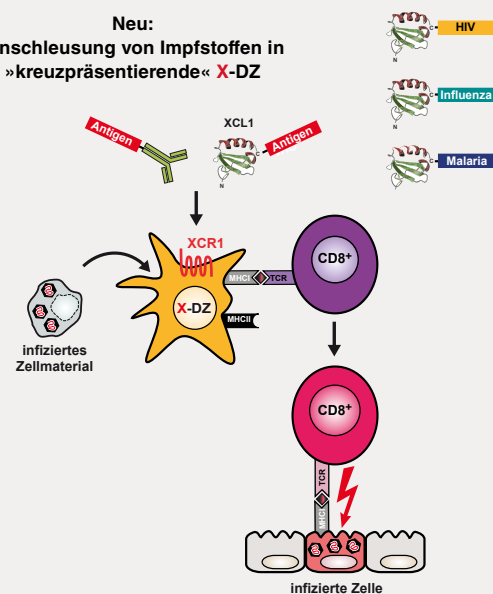 Neu:
nschleusung von Impfstoffen in
»kreuzpräsentierende« X-DZ
C
HIV
N
C
Influenza
N
C
Malaria
N
Antigen
XCL1
C
Antigen
N
XCR1
X-DZ
MHCI
TCR
CD8+
MHCII
infiziertes
Zellmaterial
CD8+
TCR
MHCI
infizierte Zelle